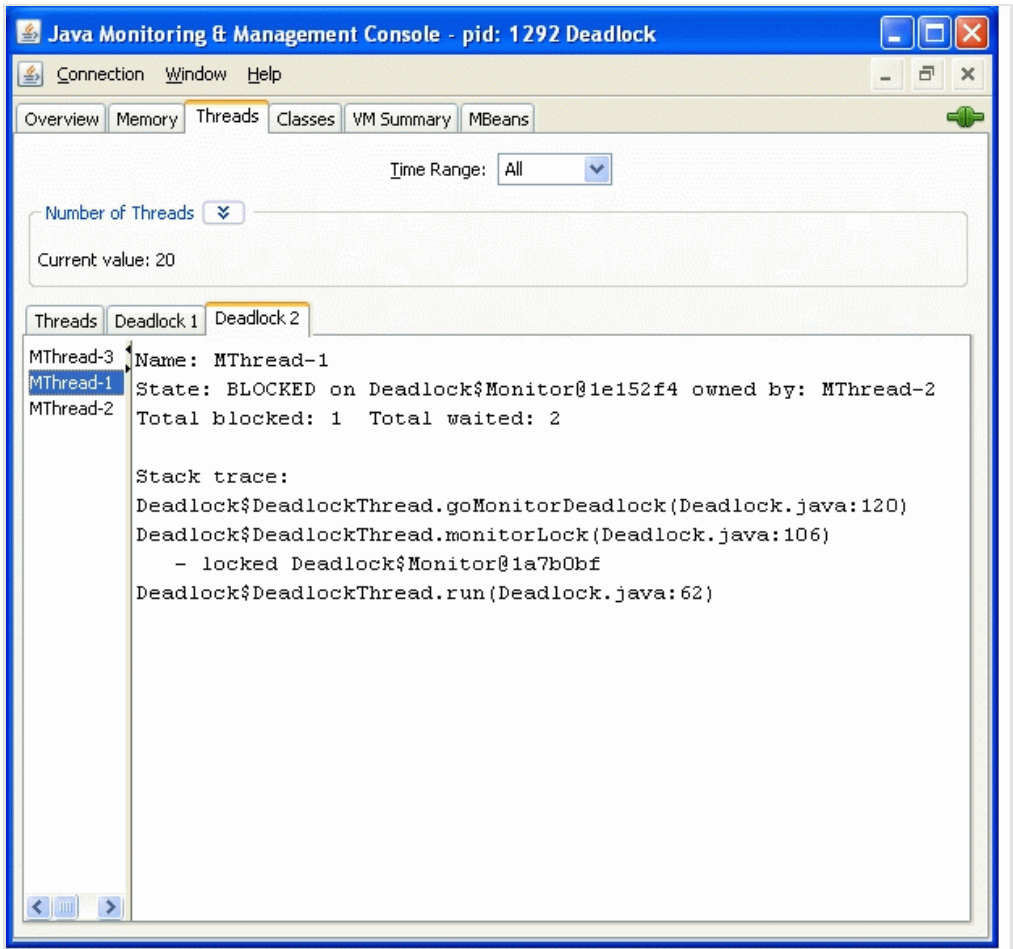 Java Monitoring & Management Console - pid: 1292 Deadlock
Connection Window Help
Overview Memory Threads Classes VM Summary MBeans
Time Range: All
Number of Threads
Current value: 20
Threads Deadlock 1 Deadlock 2
MThread-3
MThread-1
MThread-2
Name: MThread-1
State: BLOCKED on Deadlock$Monitor@1e152f4 owned by: MThread-2
Total blocked: 1 Total waited: 2
Stack trace:
Deadlock$DeadlockThread.goMonitorDeadlock(Deadlock.java:120)
Deadlock$DeadlockThread.monitorLock(Deadlock.java:106)
- locked Deadlock$Monitor@1a7b0bf
Deadlock$DeadlockThread.run(Deadlock.java:62)